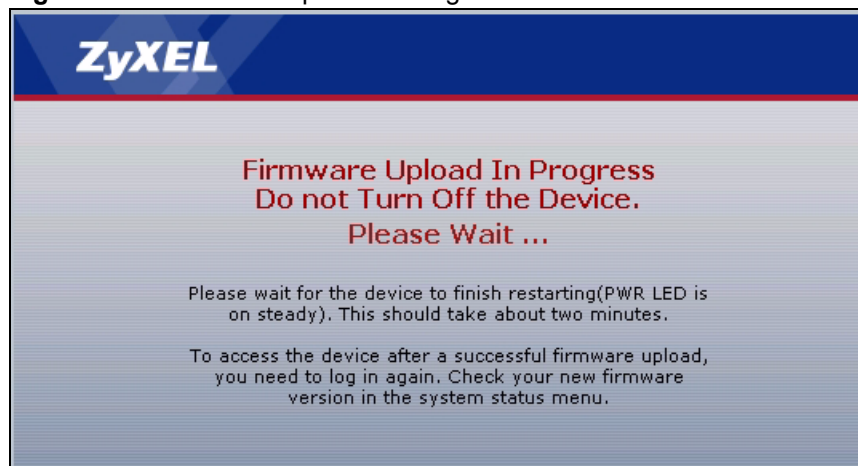 ZyXEL
Firmware Upload In Progress
Do not Turn Off the Device.
Please Wait ...
Please wait for the device to finish restarting(PWR LED is
on steady). This should take about two minutes.
To access the device after a successful firmware upload,
you need to log in again. Check your new firmware
version in the system status menu.